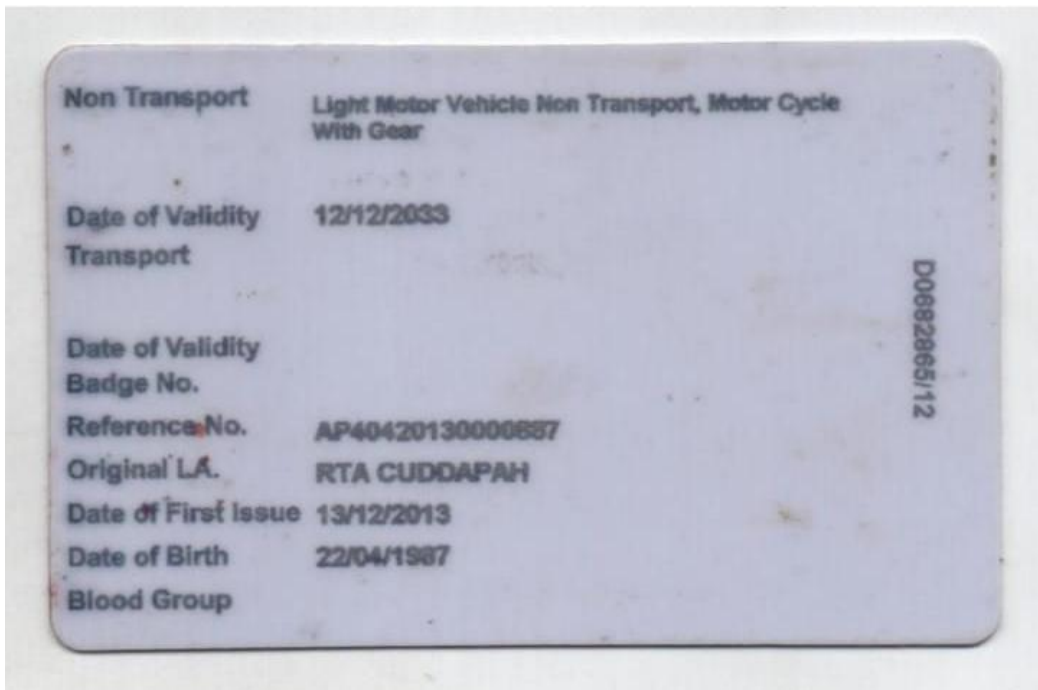 Non Transport Light Motor Vehicle Non Transport, Motor Cycle
With Gear
Date of Validity 12/12/2033
Transport
Date of Validity
Badge No.
Reference No. AP40420130000687
Original LA. RTA CUDDAPAH
Date of First Issue 13/12/2013
Date of Birth 22/04/1987
Blood Group
D0682865/12